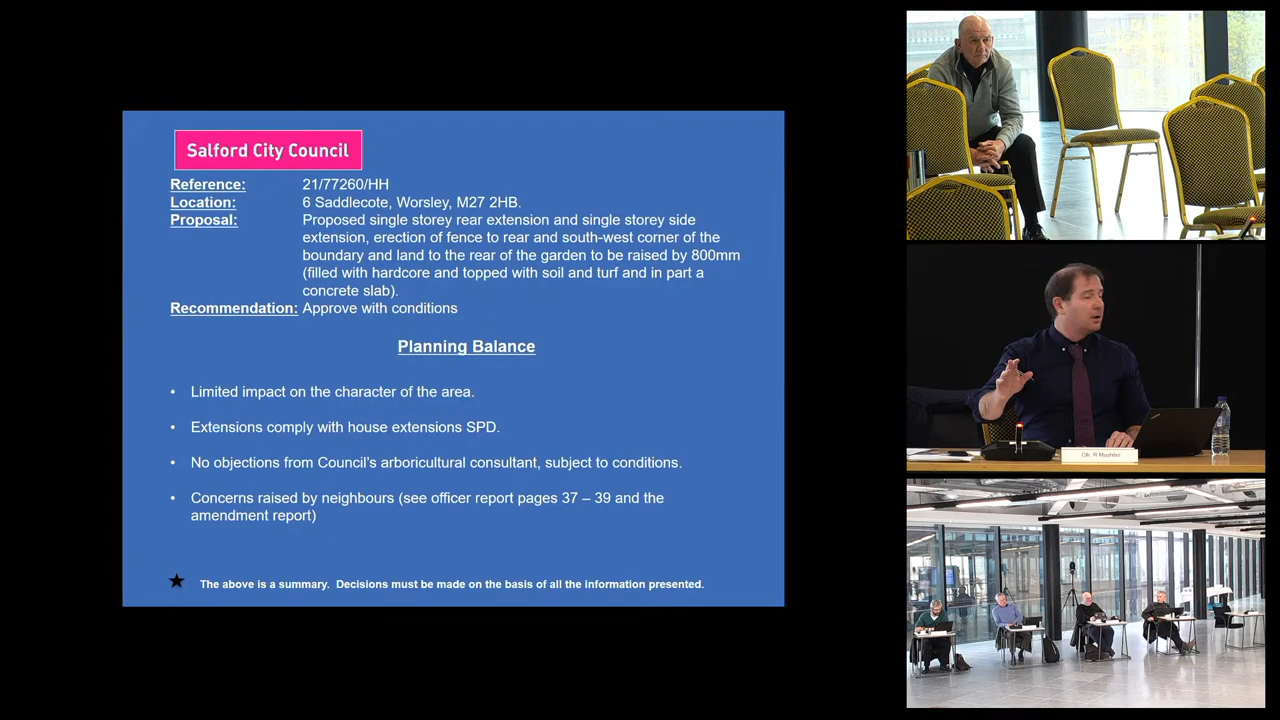 Salford City Council
Reference: 21/77260/HH
Location: 6 Saddlecote, Worsley, M27 2HB.
Proposal: Proposed single storey rear extension and single storey side
extension, erection of fence to rear and south-west corner of the
boundary and land to the rear of the garden to be raised by 800mm
(filled with hardcore and topped with soil and turf and in part a
concrete slab).
Recommendation: Approve with conditions
Planning Balance
• Limited impact on the character of the area.
• Extensions comply with house extensions SPD.
• No objections from Council's arboricultural consultant, subject to conditions.
• Concerns raised by neighbours (see officer report pages 37 – 39 and the
amendment report)
★ The above is a summary. Decisions must be made on the basis of all the information presented.
Cllr. R Mashiter